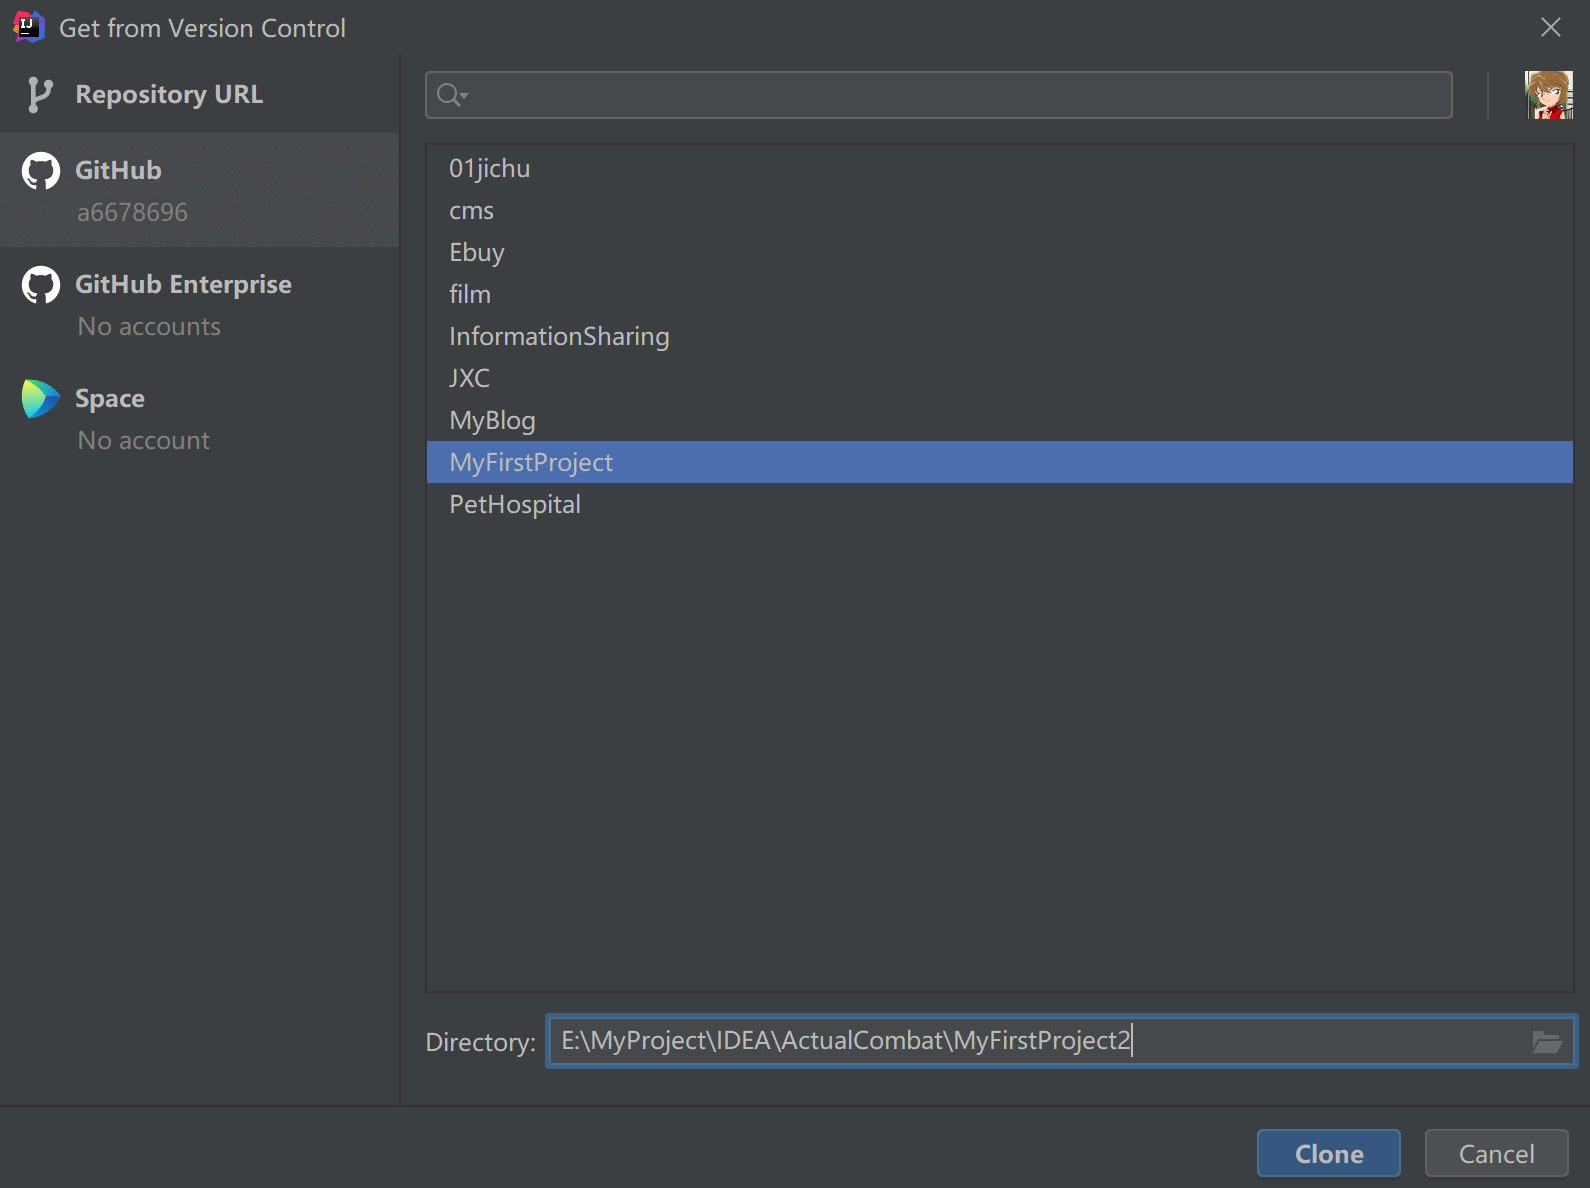 IJ
Get from Version Control
Repository URL
GitHub
a6678696
GitHub Enterprise
No accounts
Space
No account
01jichu
cms
Ebuy
film
InformationSharing
JXC
MyBlog
MyFirstProject
PetHospital
Directory: E:\MyProject\IDEA\ActualCombat\MyFirstProject2
Clone Cancel